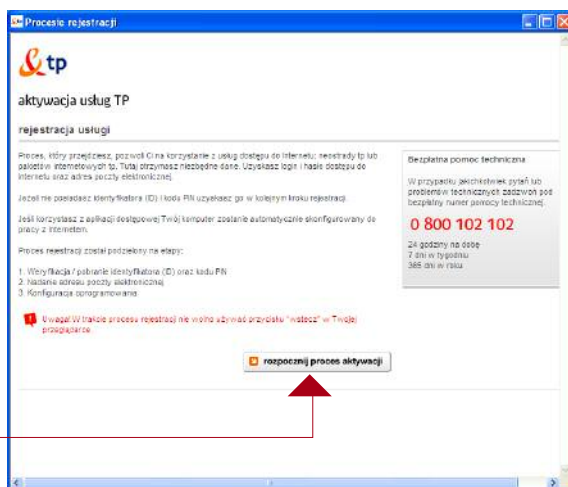 Procesie rejestracji
& tp
aktywacja usług TP
rejestracja usługi
Proces, który przejdziesz, pozwoli Ci na korzystanie z usług dostępu do Internetu: neostrady tp lub
pakietów internetowych tp. Tutaj otrzymasz niezbędne dane. Uzyskasz login i hasło dostępu do
Internetu oraz adres poczty elektronicznej.
Jeżeli nie posiadasz identyfikatora (ID) i kodu PIN uzyskasz go w kolejnym kroku rejestracji.
Jeśli korzystasz z aplikacji dostępowej Twój komputer zostanie automatycznie skonfigurowany do
pracy z Internetem.
Proces rejestracji został podzielony na etapy:
1. Weryfikacja / pobranie identyfikatora (ID) oraz kodu PIN
2. Nadanie adresu poczty elektronicznej
3. Konfiguracja oprogramowania
Uwaga! W trakcie procesu rejestracji nie wolno używać przycisku "wstecz" w Twojej
przeglądarce
rozpocznij proces aktywacji
Bezpłatna pomoc techniczna
W przypadku jakichkolwiek pytań lub
problemów technicznych zadzwoń pod
bezpłatny numer pomocy technicznej.
0 800 102 102
24 godziny na dobę
7 dni w tygodniu
365 dni w roku